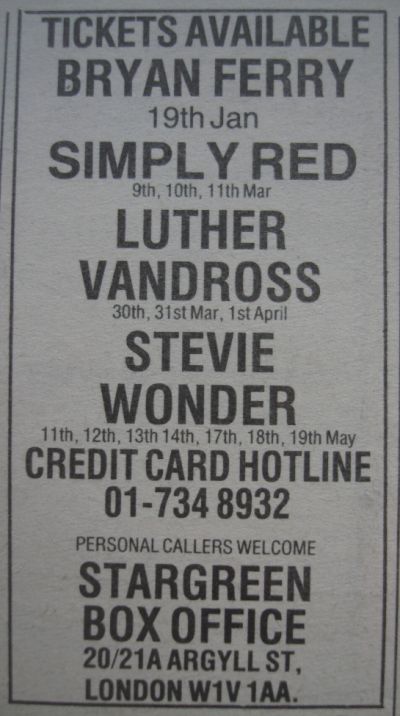 TICKETS AVAILABLE
BRYAN FERRY
19th Jan
SIMPLY RED
9th, 10th, 11th Mar
LUTHER
VANDROSS
30th, 31st Mar, 1st April
STEVIE
WONDER
11th, 12th, 13th 14th, 17th, 18th, 19th May
CREDIT CARD HOTLINE
01-734 8932
PERSONAL CALLERS WELCOME
STARGREEN
BOX OFFICE
20/21A ARGYLL ST,
LONDON W1V 1AA.